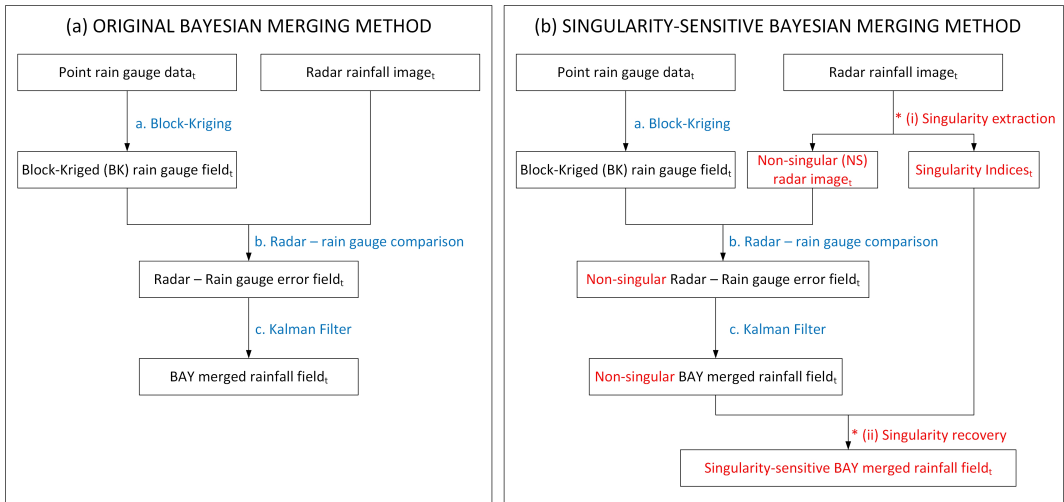 (a) ORIGINAL BAYESIAN MERGING METHOD
Point rain gauge dataₜ
Radar rainfall imageₜ
a. Block-Kriging
Block-Kriged (BK) rain gauge fieldₜ
b. Radar – rain gauge comparison
Radar – Rain gauge error fieldₜ
c. Kalman Filter
BAY merged rainfall fieldₜ
(b) SINGULARITY-SENSITIVE BAYESIAN MERGING METHOD
Point rain gauge dataₜ
Radar rainfall imageₜ
a. Block-Kriging
* (i) Singularity extraction
Block-Kriged (BK) rain gauge fieldₜ
Non-singular (NS)
radar imageₜ
Singularity Indicesₜ
b. Radar – rain gauge comparison
Non-singular Radar – Rain gauge error fieldₜ
c. Kalman Filter
Non-singular BAY merged rainfall fieldₜ
* (ii) Singularity recovery
Singularity-sensitive BAY merged rainfall fieldₜ